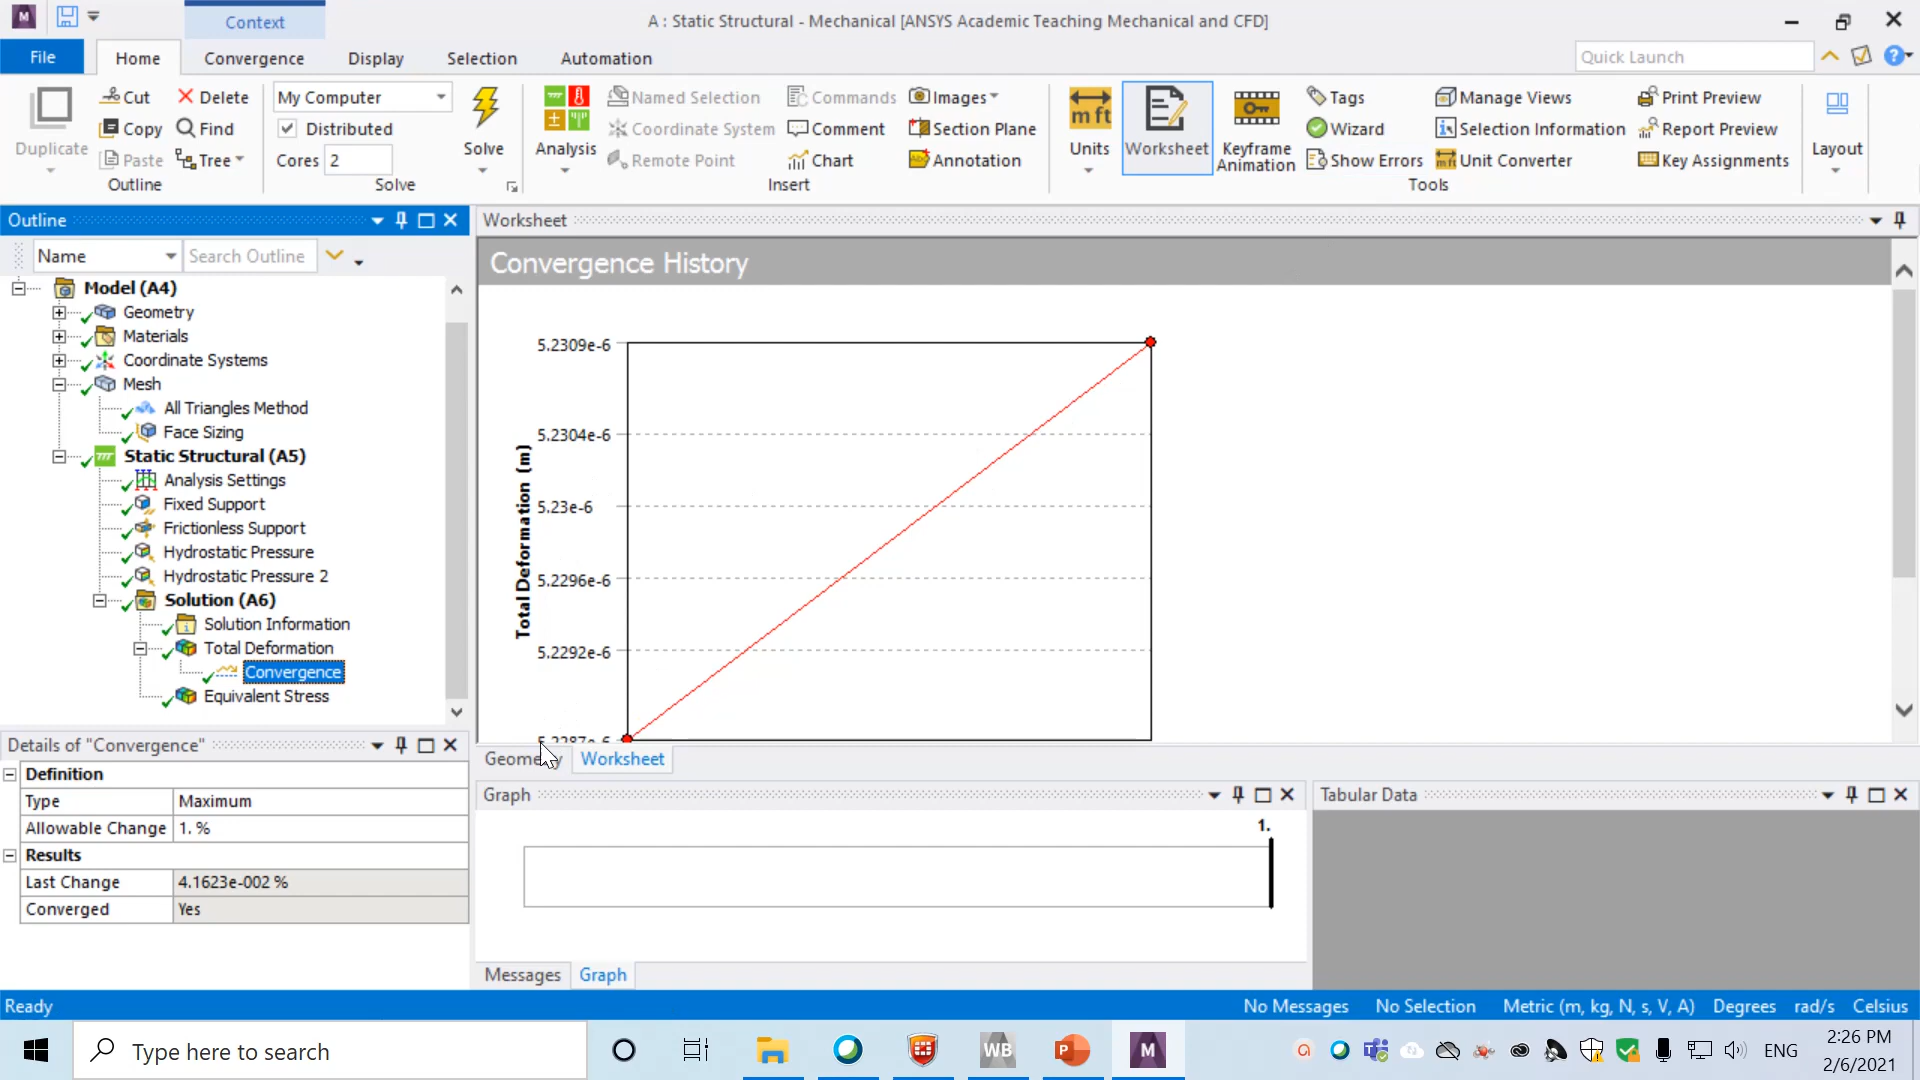 M
Context
A : Static Structural - Mechanical [ANSYS Academic Teaching Mechanical and CFD]
File
Home
Convergence
Display
Selection
Automation
Quick Launch
Duplicate
Cut
Copy
Paste
Delete
Find
Tree
Outline
My Computer
Distributed
Cores 2
Solve
Solve
Analysis
Named Selection
Coordinate System
Remote Point
Commands
Comment
Chart
Images
Section Plane
Annotation
Insert
mft
Units
Worksheet
Keyframe
Animation
Tags
Wizard
Show Errors
Manage Views
Selection Information
Unit Converter
Tools
Print Preview
Report Preview
Key Assignments
Layout
Outline
Name
Search Outline
Model (A4)
Geometry
Materials
Coordinate Systems
Mesh
All Triangles Method
Face Sizing
Static Structural (A5)
Analysis Settings
Fixed Support
Frictionless Support
Hydrostatic Pressure
Hydrostatic Pressure 2
Solution (A6)
Solution Information
Total Deformation
Convergence
Equivalent Stress
Details of "Convergence"
Definition
Type Maximum
Allowable Change 1. %
Results
Last Change 4.1623e-002 %
Converged Yes
Worksheet
Convergence History
Total Deformation (m)
5.2309e-6
5.2304e-6
5.23e-6
5.2296e-6
5.2292e-6
Worksheet
Graph
1.
Messages
Graph
Tabular Data
Ready
No Messages
No Selection
Metric (m, kg, N, s, V, A)
Degrees
rad/s
Celsius
Type here to search
WB
P
M
ENG
2:26 PM
2/6/2021